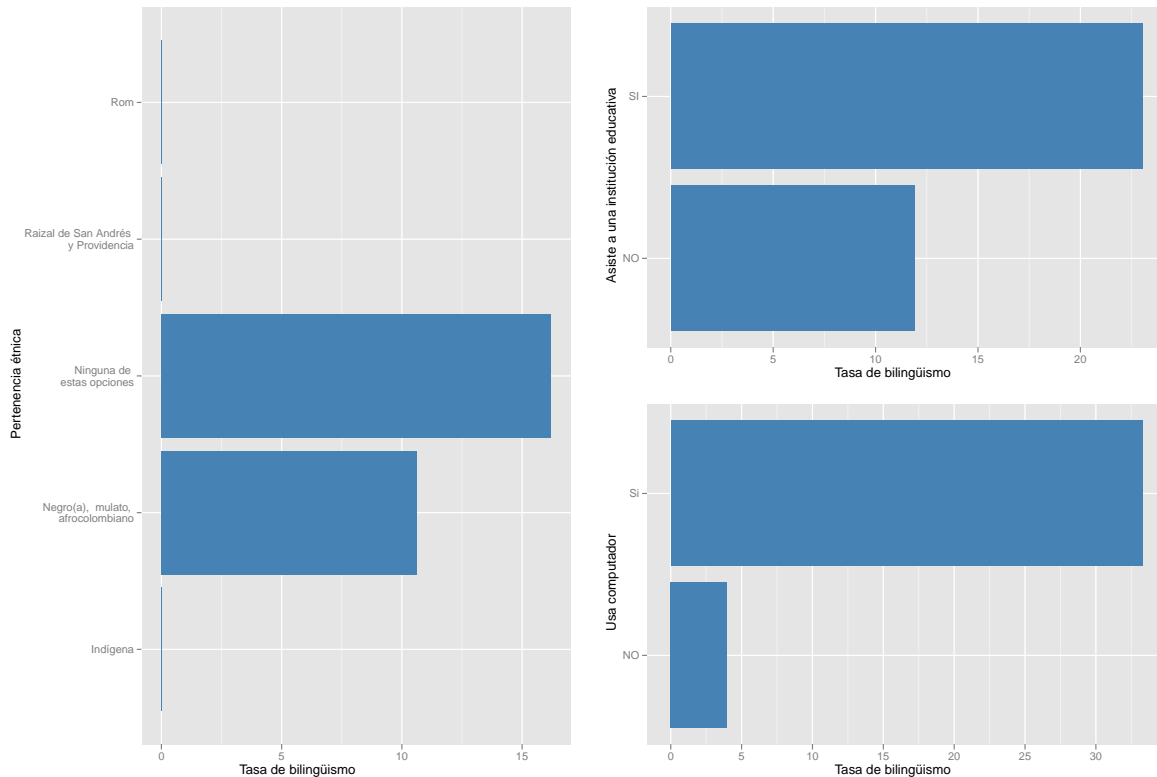 Pertenencia étnica
Rom
Raizal de San Andrés
y Providencia
Ninguna de
estas opciones
Negro(a), mulato,
afrocolombiano
Indígena
0 5 10 15
Tasa de bilingüismo
Asiste a una institución educativa
SI
NO
0 5 10 15 20
Tasa de bilingüismo
Usa computador
Si
NO
0 5 10 15 20 25 30
Tasa de bilingüismo